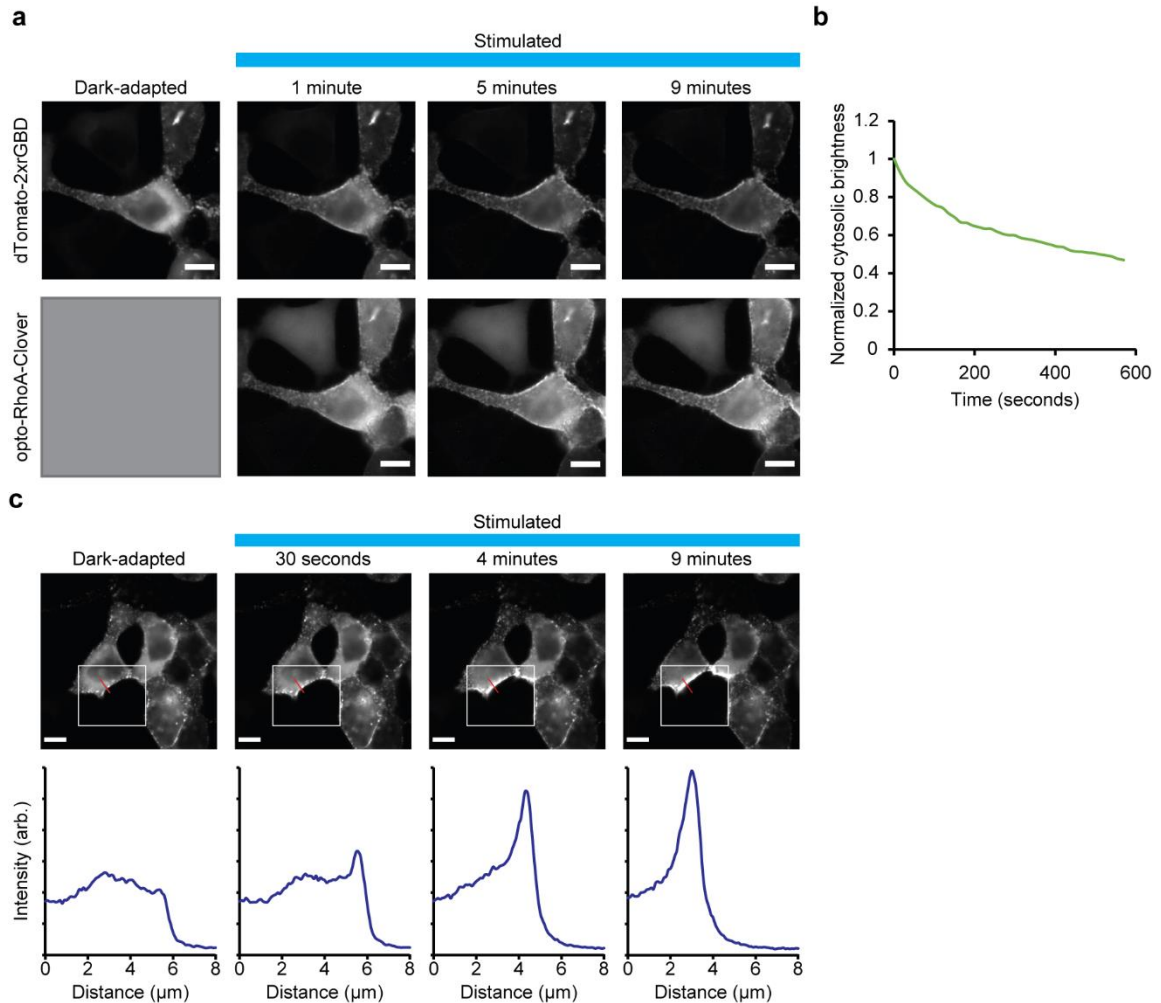 a
Stimulated
Dark-adapted 1 minute 5 minutes 9 minutes
dTomato-2xrGBD
opto-RhoA-Clover
b
Normalized cytosolic brightness
1.2
1
0.8
0.6
0.4
0.2
0
0 200 400 600
Time (seconds)
c
Stimulated
Dark-adapted 30 seconds 4 minutes 9 minutes
Intensity (arb.)
0 2 4 6 8 0 2 4 6 8 0 2 4 6 8 0 2 4 6 8
Distance (µm) Distance (µm) Distance (µm) Distance (µm)